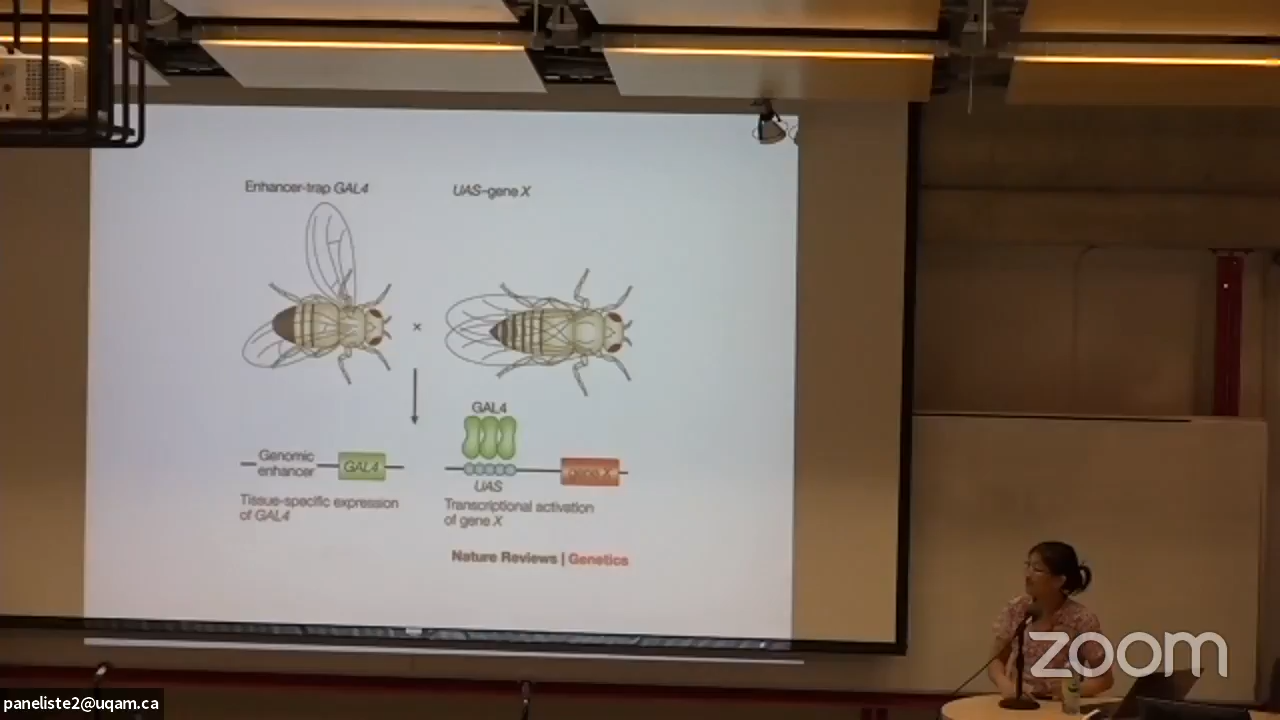 Enhancer-trap GAL4
UAS–gene X
×
GAL4
Genomic
enhancer
GAL4
UAS
gene X
Tissue-specific expression
of GAL4
Transcriptional activation
of gene X
Nature Reviews | Genetics
zoom
paneliste2@uqam.ca